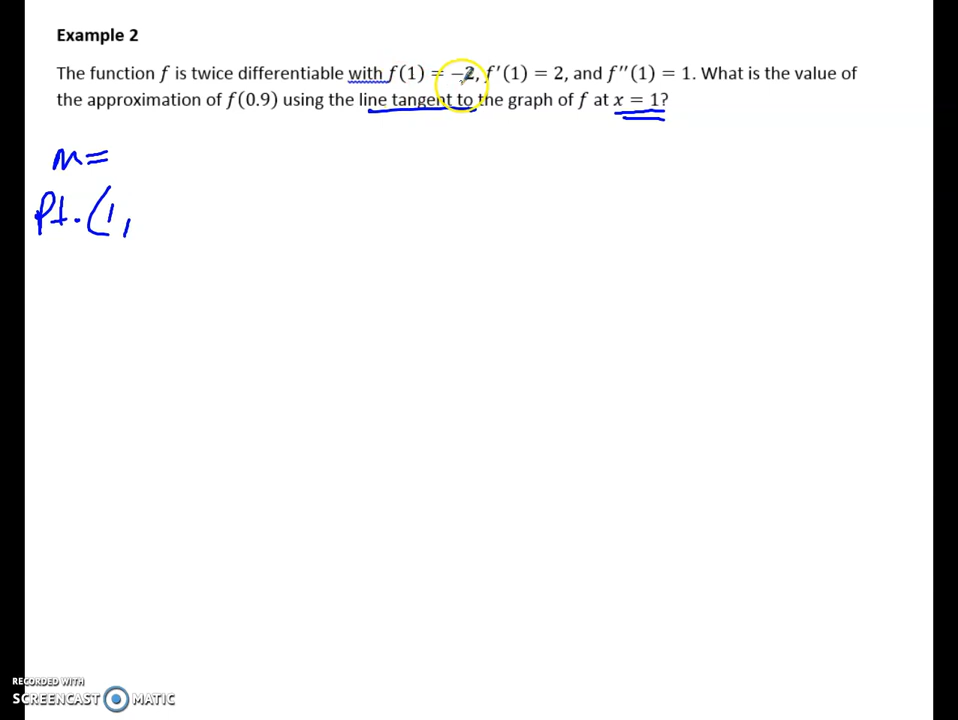 Example 2
The function f is twice differentiable with f(1) = −2, f′(1) = 2, and f″(1) = 1. What is the value of
the approximation of f(0.9) using the line tangent to the graph of f at x = 1?
m=
Pt. (1,
RECORDED WITH
SCREENCAST MATIC